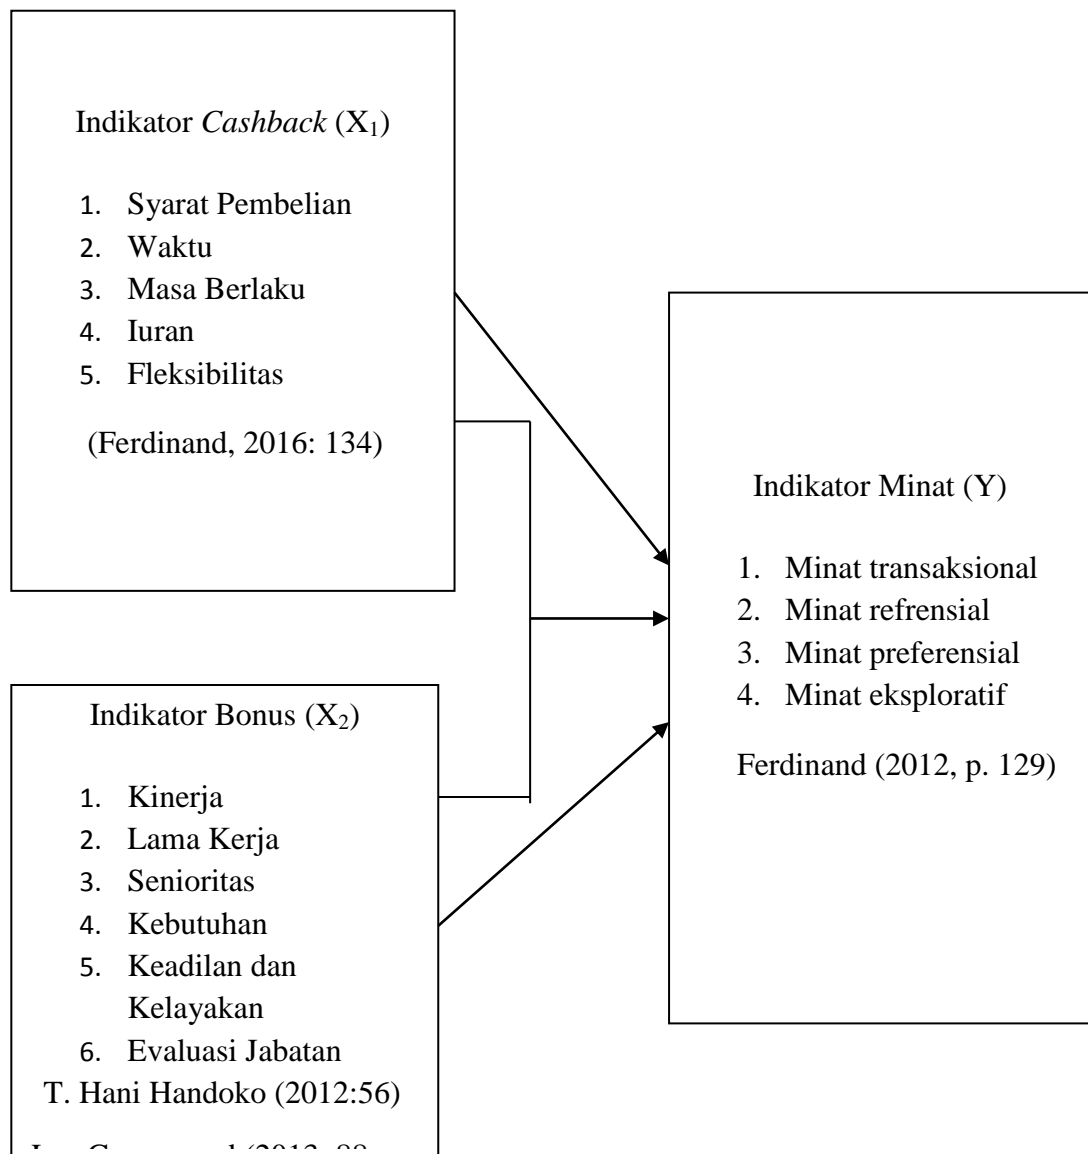 Indikator Cashback (X₁)
1. Syarat Pembelian
2. Waktu
3. Masa Berlaku
4. Iuran
5. Fleksibilitas
(Ferdinand, 2016: 134)
Indikator Bonus (X₂)
1. Kinerja
2. Lama Kerja
3. Senioritas
4. Kebutuhan
5. Keadilan dan
Kelayakan
6. Evaluasi Jabatan
T. Hani Handoko (2012:56)
Indikator Minat (Y)
1. Minat transaksional
2. Minat refrensial
3. Minat preferensial
4. Minat eksploratif
Ferdinand (2012, p. 129)